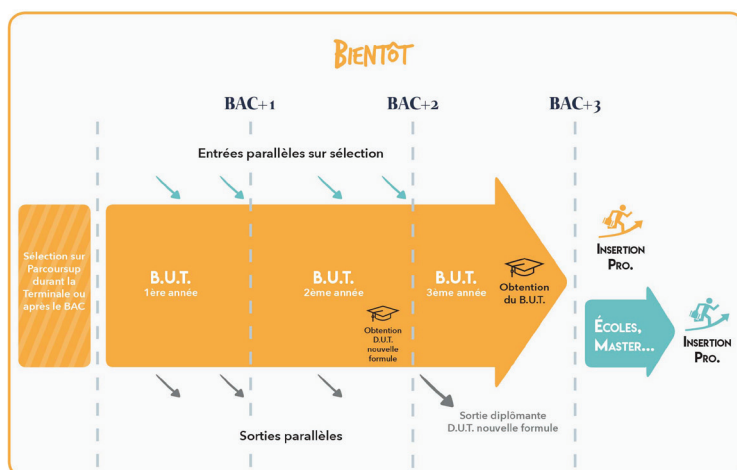 BIENTÔT
BAC+1
BAC+2
BAC+3
Entrées parallèles sur sélection
Sélection sur
Parcoursup
durant la
Terminale ou
après le BAC
B.U.T.
1ère année
B.U.T.
2ème année
Obtention
D.U.T.
nouvelle
formule
B.U.T.
3ème année
Obtention
du B.U.T.
INSERTION
PRO.
ÉCOLES,
MASTER...
INSERTION
PRO.
Sorties parallèles
Sortie diplômante
D.U.T. nouvelle formule